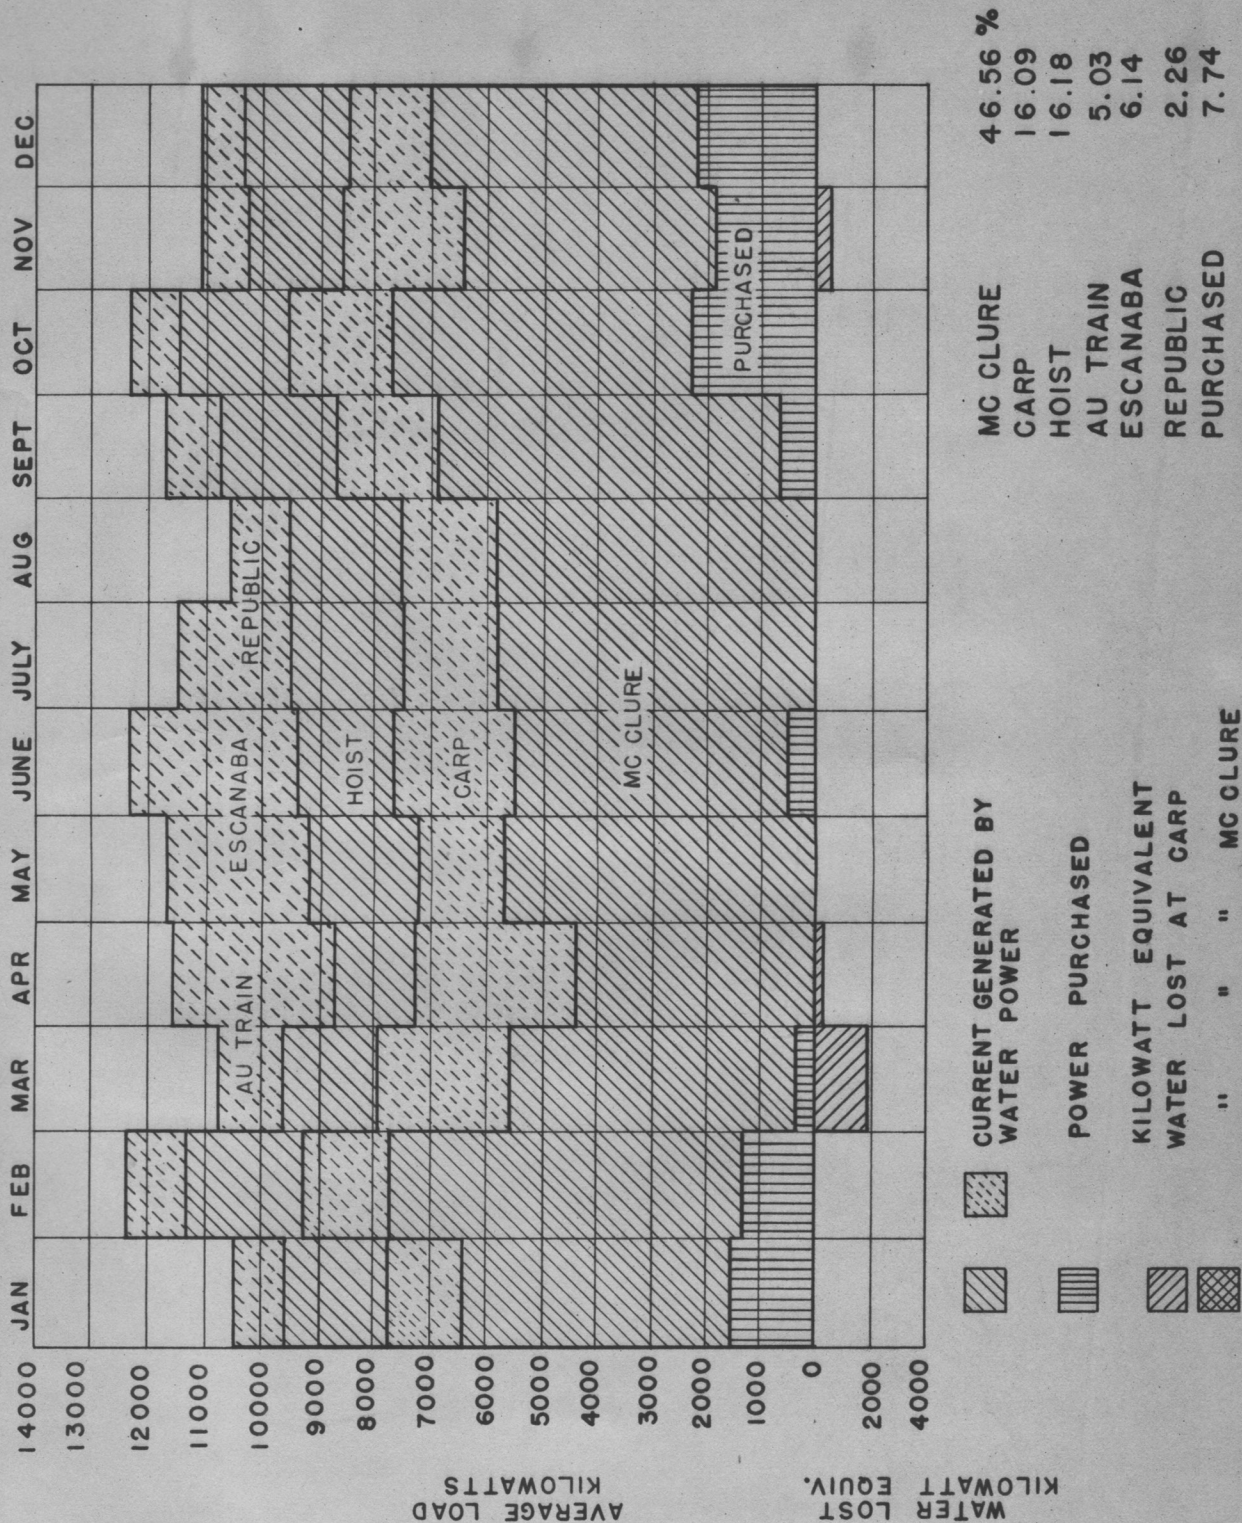 JAN FEB MAR APR MAY JUNE JULY AUG SEPT OCT NOV DEC
14000
13000
12000
11000
10000
9000
8000
7000
6000
5000
4000
3000
2000
1000
0
2000
4000
AVERAGE LOAD
KILOWATTS
WATER LOST
KILOWATT EQUIV.
AU TRAIN
ESCANABA
REPUBLIC
HOIST
CARP
MC CLURE
PURCHASED
CURRENT GENERATED BY
WATER POWER
POWER PURCHASED
KILOWATT EQUIVALENT
WATER LOST AT CARP
" " " MC CLURE
MC CLURE 46.56 %
CARP 16.09
HOIST 16.18
AU TRAIN 5.03
ESCANABA 6.14
REPUBLIC 2.26
PURCHASED 7.74